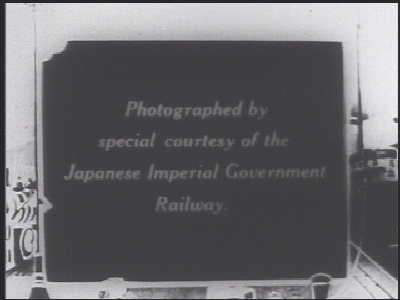 Photographed by
special courtesy of the
Japanese Imperial Government
Railway.